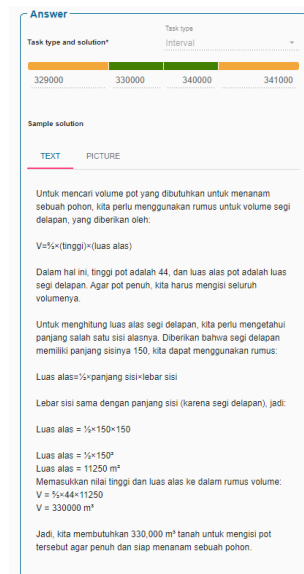 Answer
Task type
Task type and solution*
Interval
329000 330000 340000 341000
Sample solution
TEXT PICTURE
Untuk mencari volume pot yang dibutuhkan untuk menanam
sebuah pohon, kita perlu menggunakan rumus untuk volume segi
delapan, yang diberikan oleh:
V=⅔×(tinggi)×(luas alas)
Dalam hal ini, tinggi pot adalah 44, dan luas alas pot adalah luas
segi delapan. Agar pot penuh, kita harus mengisi seluruh
volumenya.
Untuk menghitung luas alas segi delapan, kita perlu mengetahui
panjang salah satu sisi alasnya. Diberikan bahwa segi delapan
memiliki panjang sisinya 150, kita dapat menggunakan rumus:
Luas alas=½×panjang sisi×lebar sisi
Lebar sisi sama dengan panjang sisi (karena segi delapan), jadi:
Luas alas = ½×150×150
Luas alas = ½×150²
Luas alas = 11250 m²
Memasukkan nilai tinggi dan luas alas ke dalam rumus volume:
V = ⅔×44×11250
V = 330000 m³
Jadi, kita membutuhkan 330,000 m³ tanah untuk mengisi pot
tersebut agar penuh dan siap menanam sebuah pohon.